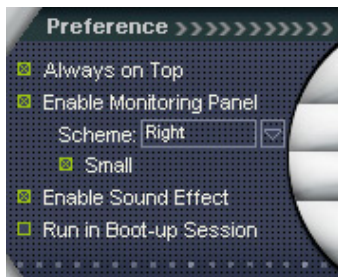 Preference >>>>>>>>>>>
Always on Top
Enable Monitoring Panel
Scheme: Right
Small
Enable Sound Effect
Run in Boot-up Session